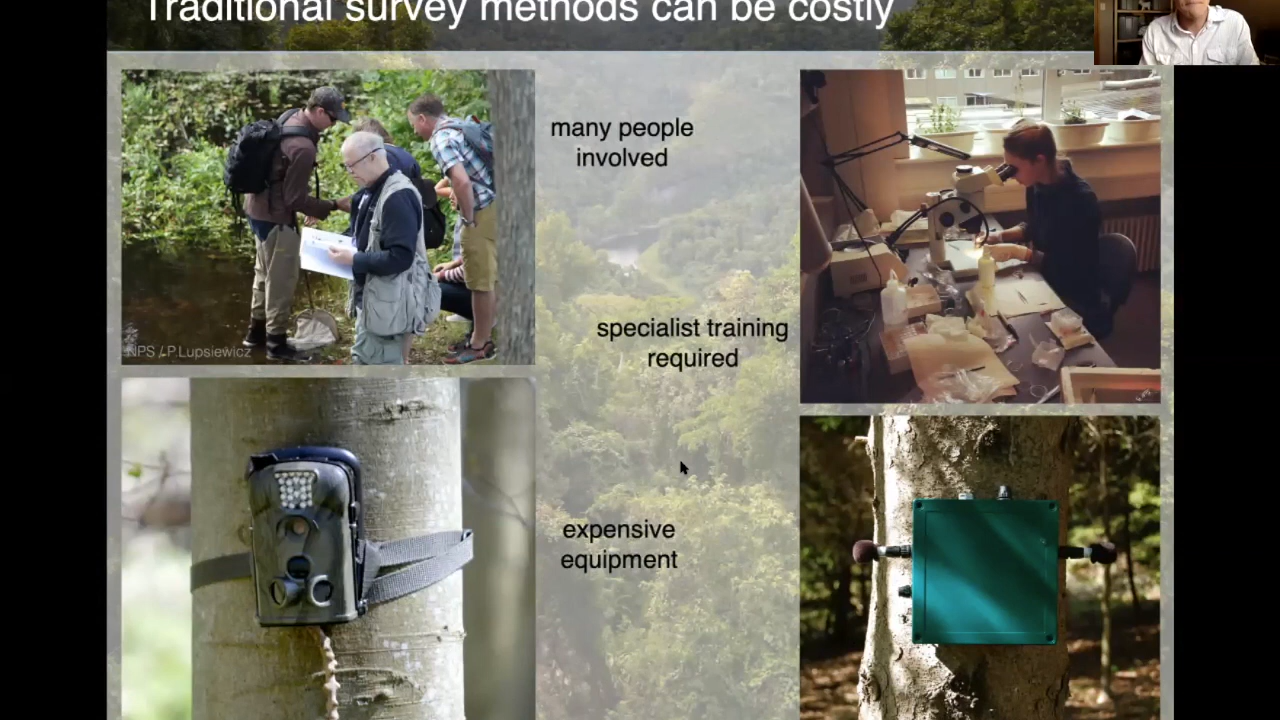 Traditional survey methods can be costly
many people
involved
specialist training
required
NPS / P.Lupsiewicz
expensive
equipment